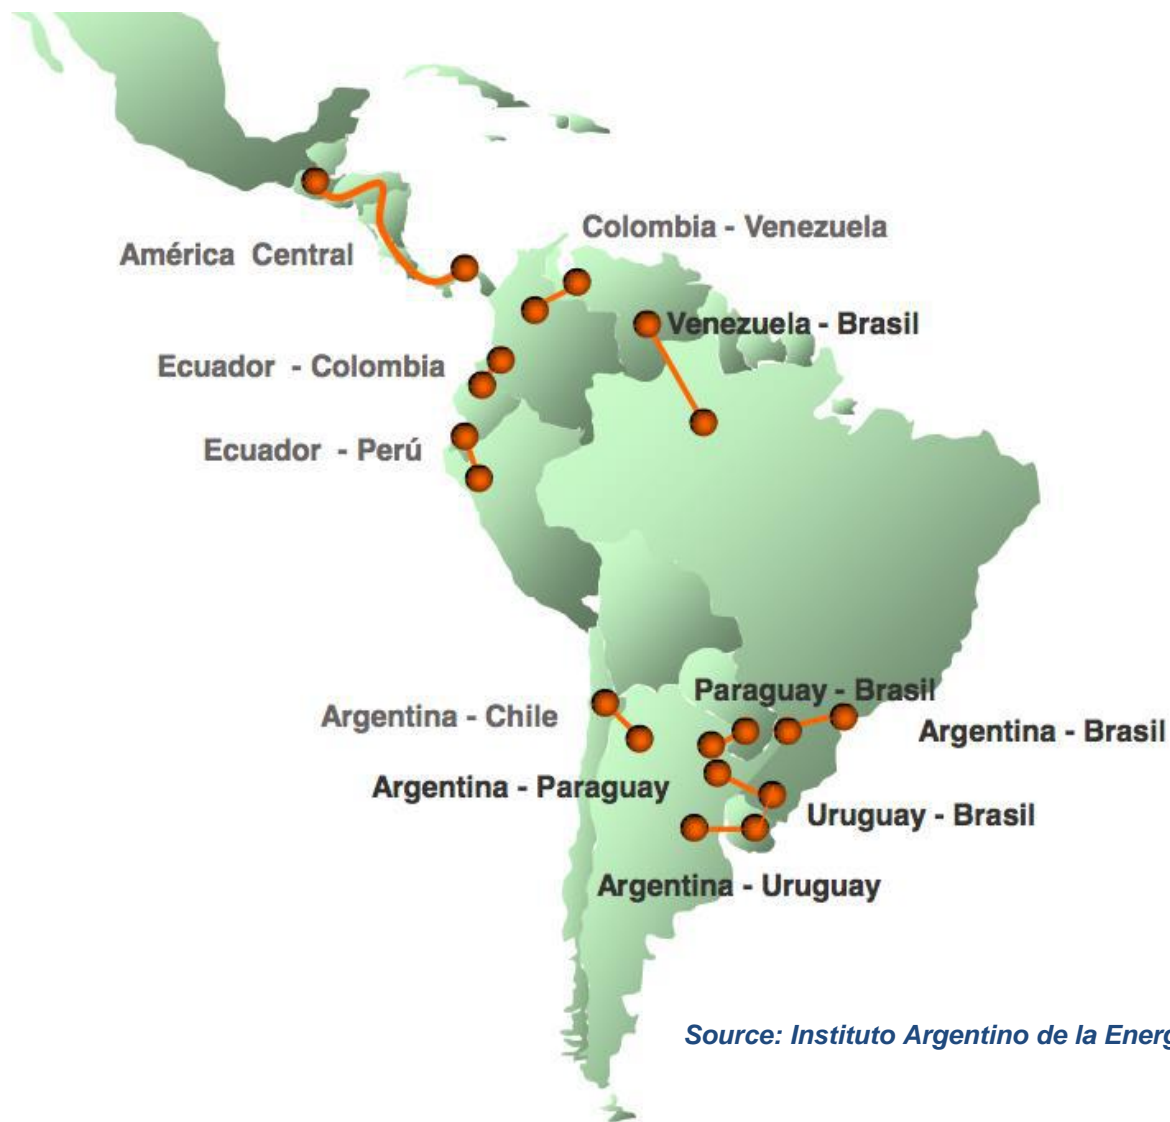 Colombia - Venezuela
América Central
Venezuela - Brasil
Ecuador - Colombia
Ecuador - Perú
Paraguay - Brasil
Argentina - Chile
Argentina - Brasil
Argentina - Paraguay
Uruguay - Brasil
Argentina - Uruguay
Source: Instituto Argentino de la Energ